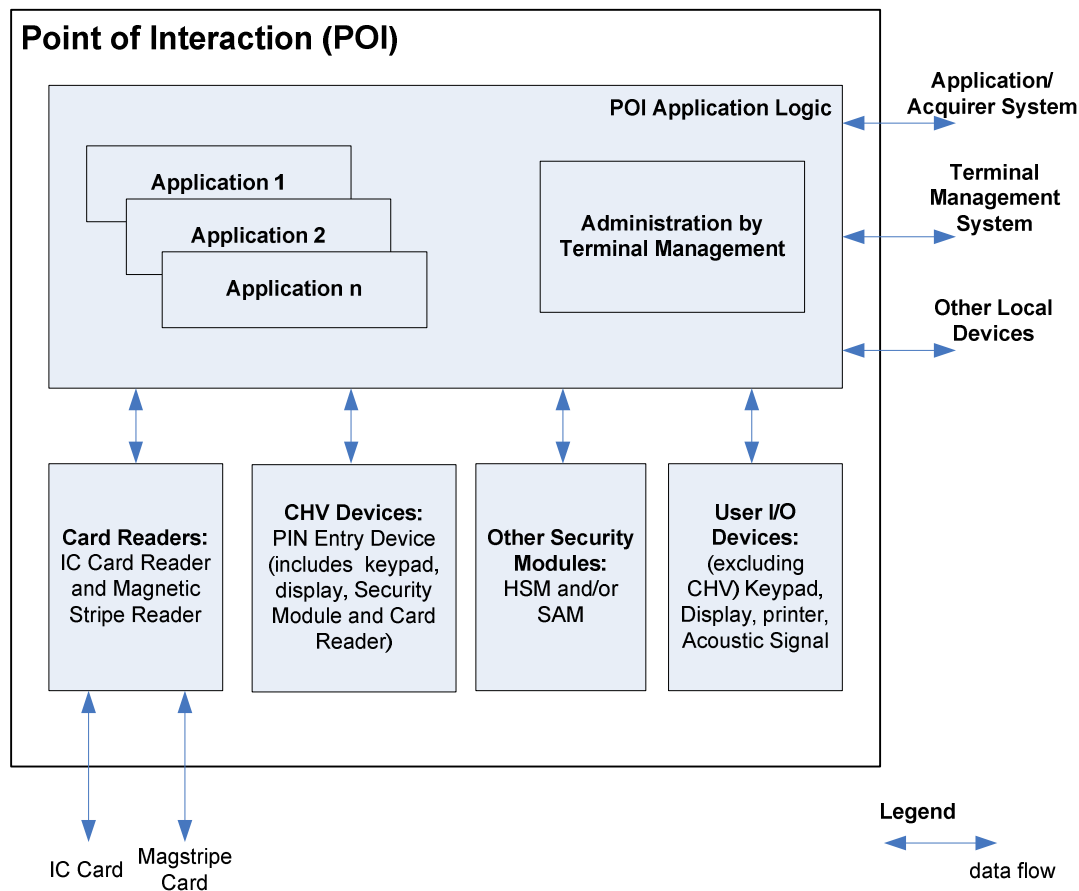 Point of Interaction (POI)
POI Application Logic
Application 1
Application 2
Application n
Administration by
Terminal Management
Application/
Acquirer System
Terminal
Management
System
Other Local
Devices
Card Readers:
IC Card Reader
and Magnetic
Stripe Reader
CHV Devices:
PIN Entry Device
(includes keypad,
display, Security
Module and Card
Reader)
Other Security
Modules:
HSM and/or
SAM
User I/O
Devices:
(excluding
CHV) Keypad,
Display, printer,
Acoustic Signal
IC Card
Magstripe
Card
Legend
data flow